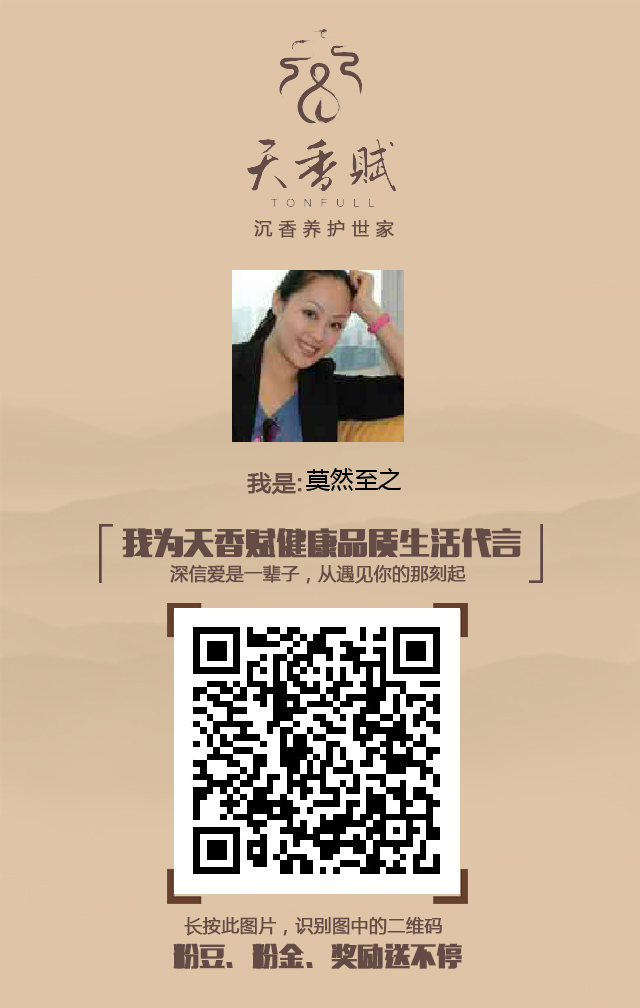 天香赋
TONFULL
沉香养护世家
我是:莫然至之
我为天香赋健康品质生活代言
深信爱是一辈子，从遇见你的那刻起
长按此图片，识别图中的二维码
粉豆、粉金、奖励送不停